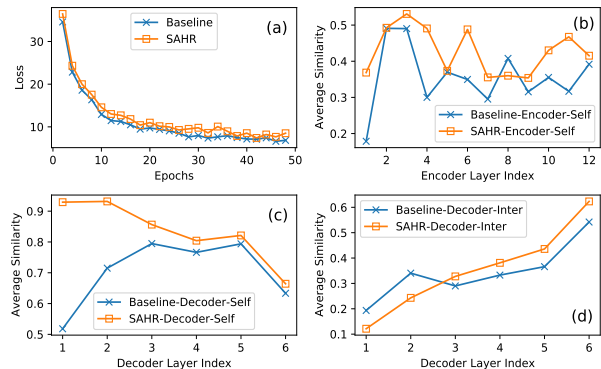 Baseline
SAHR
(a)
Loss
30
20
10
0 10 20 30 40 50
Epochs
Baseline-Encoder-Self
SAHR-Encoder-Self
(b)
Average Similarity
0.5
0.4
0.3
0.2
2 4 6 8 10 12
Encoder Layer Index
Baseline-Decoder-Self
SAHR-Decoder-Self
(c)
Average Similarity
0.9
0.8
0.7
0.6
0.5
1 2 3 4 5 6
Decoder Layer Index
Baseline-Decoder-Inter
SAHR-Decoder-Inter
(d)
Average Similarity
0.6
0.5
0.4
0.3
0.2
0.1
1 2 3 4 5 6
Decoder Layer Index